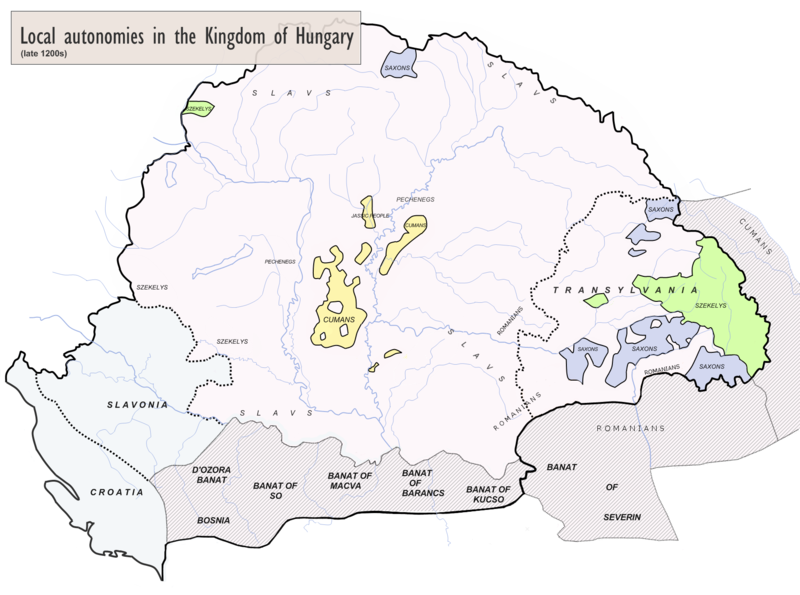 Local autonomies in the Kingdom of Hungary
(late 1200s)
SAXONS
SLAVS
SLAVS
SZEKELYS
PECHENEGS
JASSIC PEOPLE
CUMANS
SAXONS
CUMANS
PECHENEGS
SZEKELYS
TRANSYLVANIA
SZEKELYS
CUMANS
ROMANIANS
SZEKELYS
SLAVS
SAXONS
SAXONS
SAXONS
ROMANIANS
SLAVONIA
SLAVS
ROMANIANS
ROMANIANS
CROATIA
D'OZORA
BANAT
BANAT OF
SO
BANAT OF
MACVA
BANAT
OF
BARANCS
BANAT OF
KUCSO
BANAT
OF
SEVERIN
BOSNIA